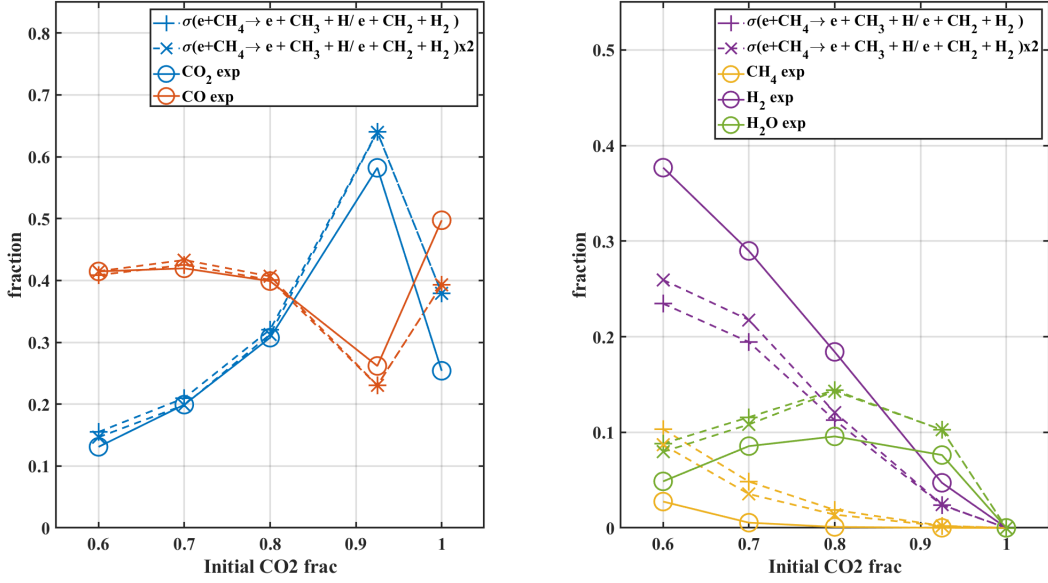 σ(e+CH₄→ e + CH₃ + H/ e + CH₂ + H₂ )
σ(e+CH₄→ e + CH₃ + H/ e + CH₂ + H₂ )x2
CO₂ exp
CO exp
0.8
0.7
0.6
0.5
0.4
0.3
0.2
0.1
0
fraction
0.6 0.7 0.8 0.9 1
Initial CO2 frac
σ(e+CH₄→ e + CH₃ + H/ e + CH₂ + H₂ )
σ(e+CH₄→ e + CH₃ + H/ e + CH₂ + H₂ )x2
CH₄ exp
H₂ exp
H₂O exp
0.5
0.4
0.3
0.2
0.1
0
fraction
0.6 0.7 0.8 0.9 1
Initial CO2 frac